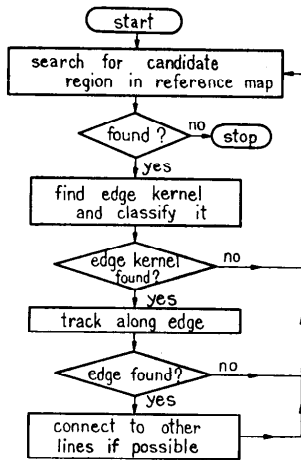 start
search for candidate
region in reference map
found ?
no
stop
yes
find edge kernel
and classify it
edge kernel
found?
no
yes
track along edge
edge found?
no
yes
connect to other
lines if possible